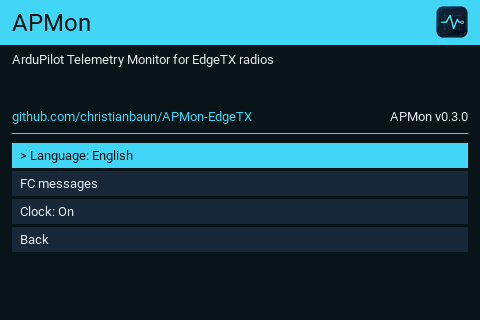 APMon
ArduPilot Telemetry Monitor for EdgeTX radios
github.com/christianbaun/APMon-EdgeTX APMon v0.3.0
> Language: English
FC messages
Clock: On
Back